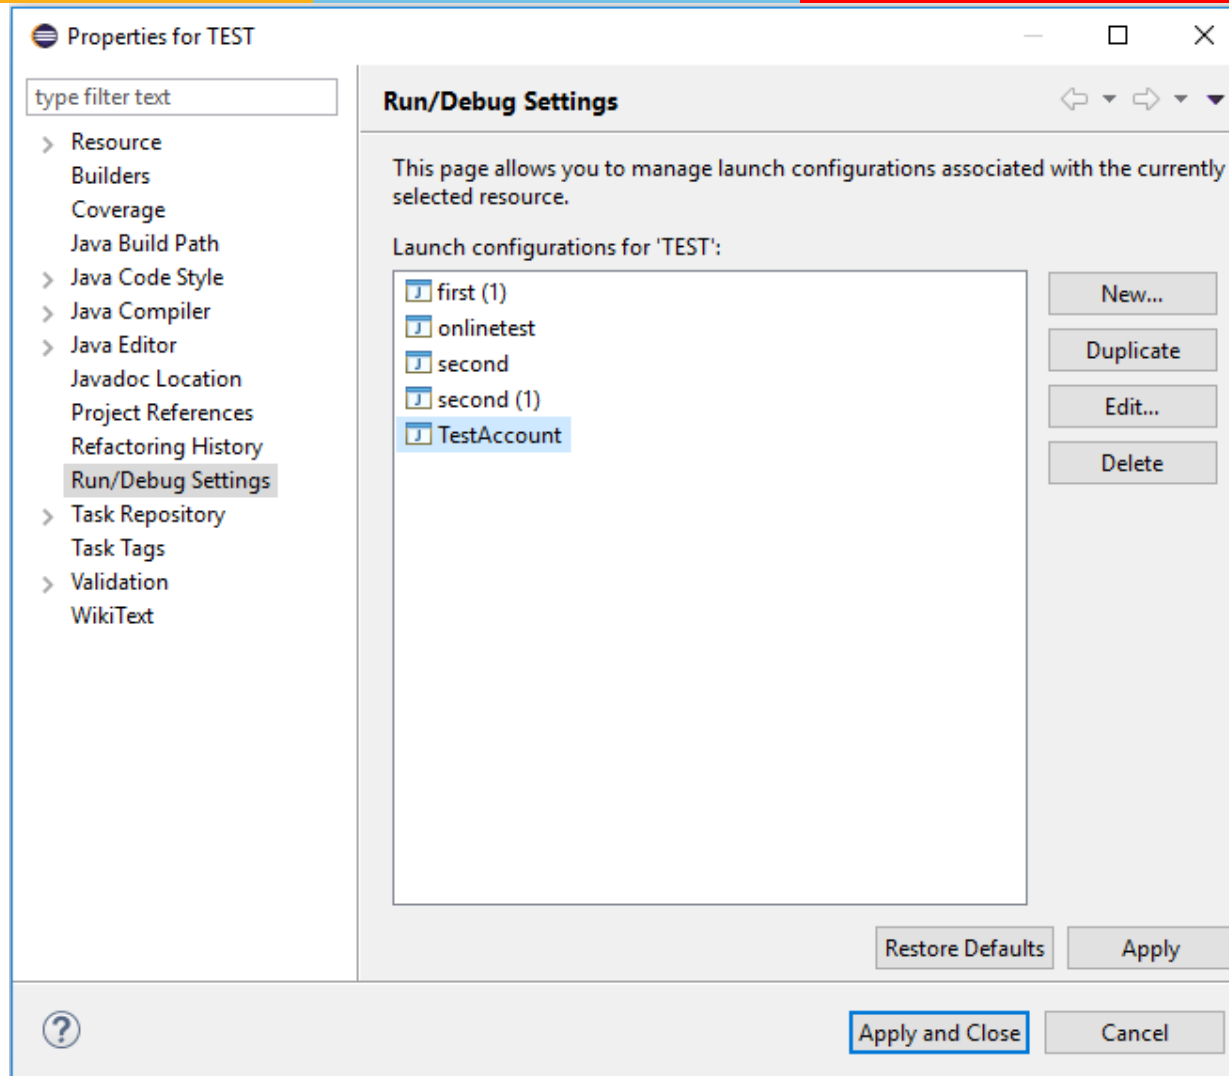 Properties for TEST
type filter text
Resource
Builders
Coverage
Java Build Path
Java Code Style
Java Compiler
Java Editor
Javadoc Location
Project References
Refactoring History
Run/Debug Settings
Task Repository
Task Tags
Validation
WikiText
Run/Debug Settings
This page allows you to manage launch configurations associated with the currently
selected resource.
Launch configurations for 'TEST':
first (1)
onlinetest
second
second (1)
TestAccount
New...
Duplicate
Edit...
Delete
Restore Defaults
Apply
Apply and Close
Cancel